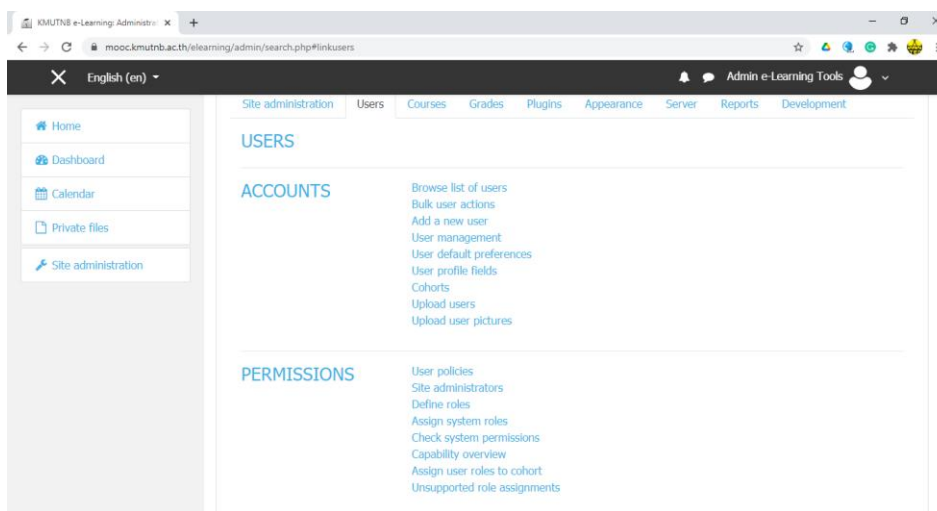 KMUTNB e-Learning: Administra
mooc.kmutnb.ac.th/elearning/admin/search.php#linkusers
English (en)
Admin e-Learning Tools
Site administration Users Courses Grades Plugins Appearance Server Reports Development
Home
Dashboard
Calendar
Private files
Site administration
USERS
ACCOUNTS
Browse list of users
Bulk user actions
Add a new user
User management
User default preferences
User profile fields
Cohorts
Upload users
Upload user pictures
PERMISSIONS
User policies
Site administrators
Define roles
Assign system roles
Check system permissions
Capability overview
Assign user roles to cohort
Unsupported role assignments